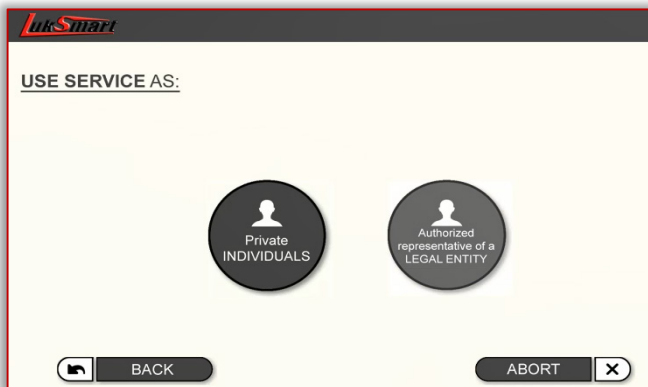 LukSmart
USE SERVICE AS:
Private
INDIVIDUALS
Authorized
representative of a
LEGAL ENTITY
BACK
ABORT